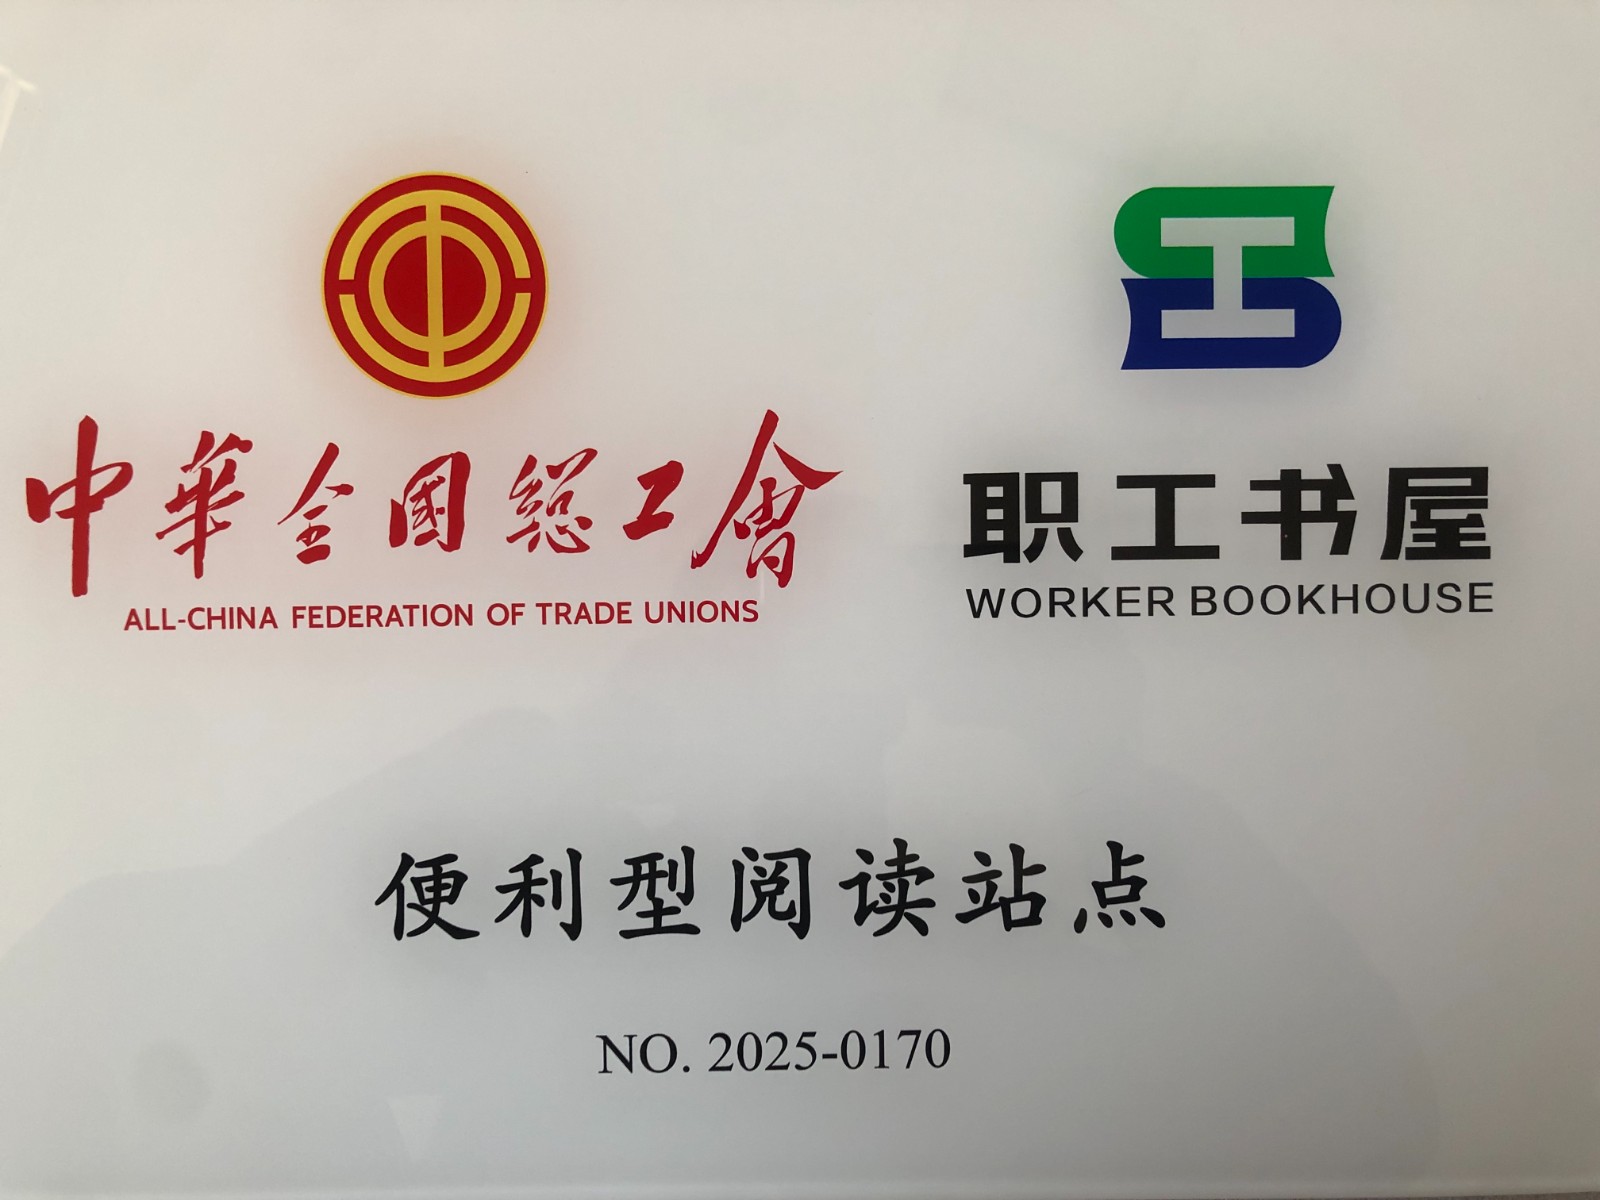 中華全国総工會
ALL-CHINA FEDERATION OF TRADE UNIONS
职工书屋
WORKER BOOKHOUSE
便利型阅读站点
NO. 2025-0170